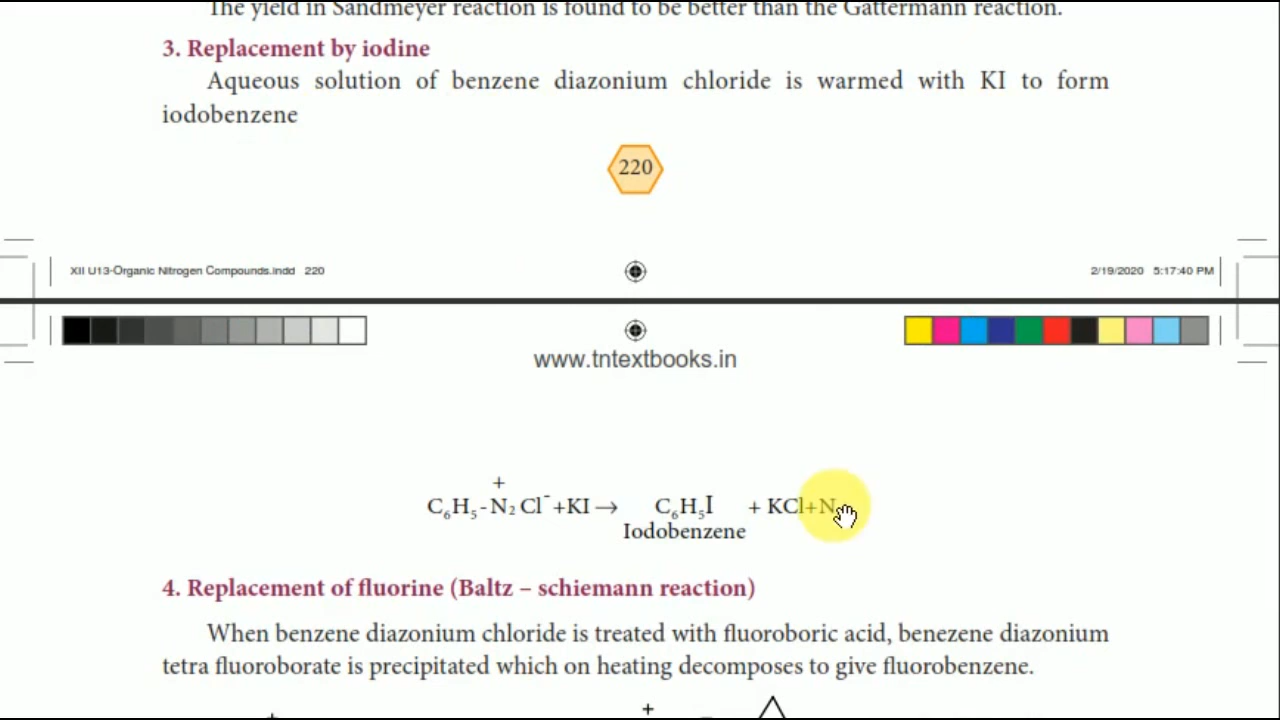 The yield in Sandmeyer reaction is found to be better than the Gattermann reaction.
3. Replacement by iodine
Aqueous solution of benzene diazonium chloride is warmed with KI to form
iodobenzene
220
XII U13-Organic Nitrogen Compounds.indd 220
2/19/2020 5:17:40 PM
www.tntextbooks.in
+
C₆H₅-N₂ Cl⁻+KI → C₆H₅I + KCl+N
Iodobenzene
4. Replacement of fluorine (Baltz – schiemann reaction)
When benzene diazonium chloride is treated with fluoroboric acid, benezene diazonium
tetra fluoroborate is precipitated which on heating decomposes to give fluorobenzene.
+ + −